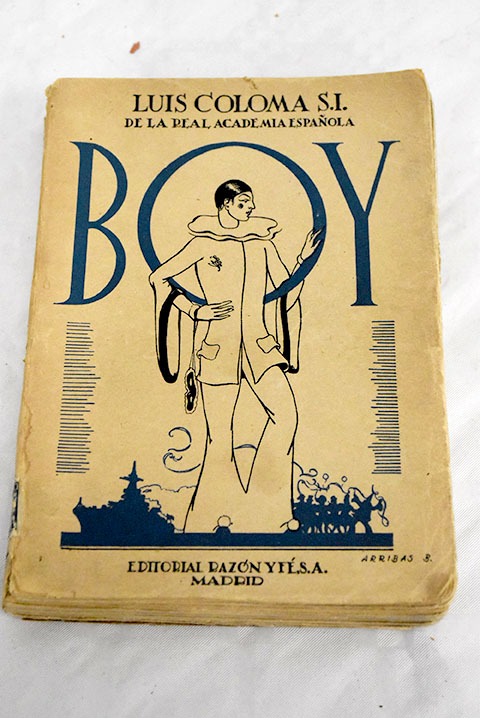 LUIS COLOMA S.I.
DE LA REAL ACADEMIA ESPAÑOLA
BOY
ARRIBAS B.
EDITORIAL RAZÓN Y FÉ, S.A.
MADRID